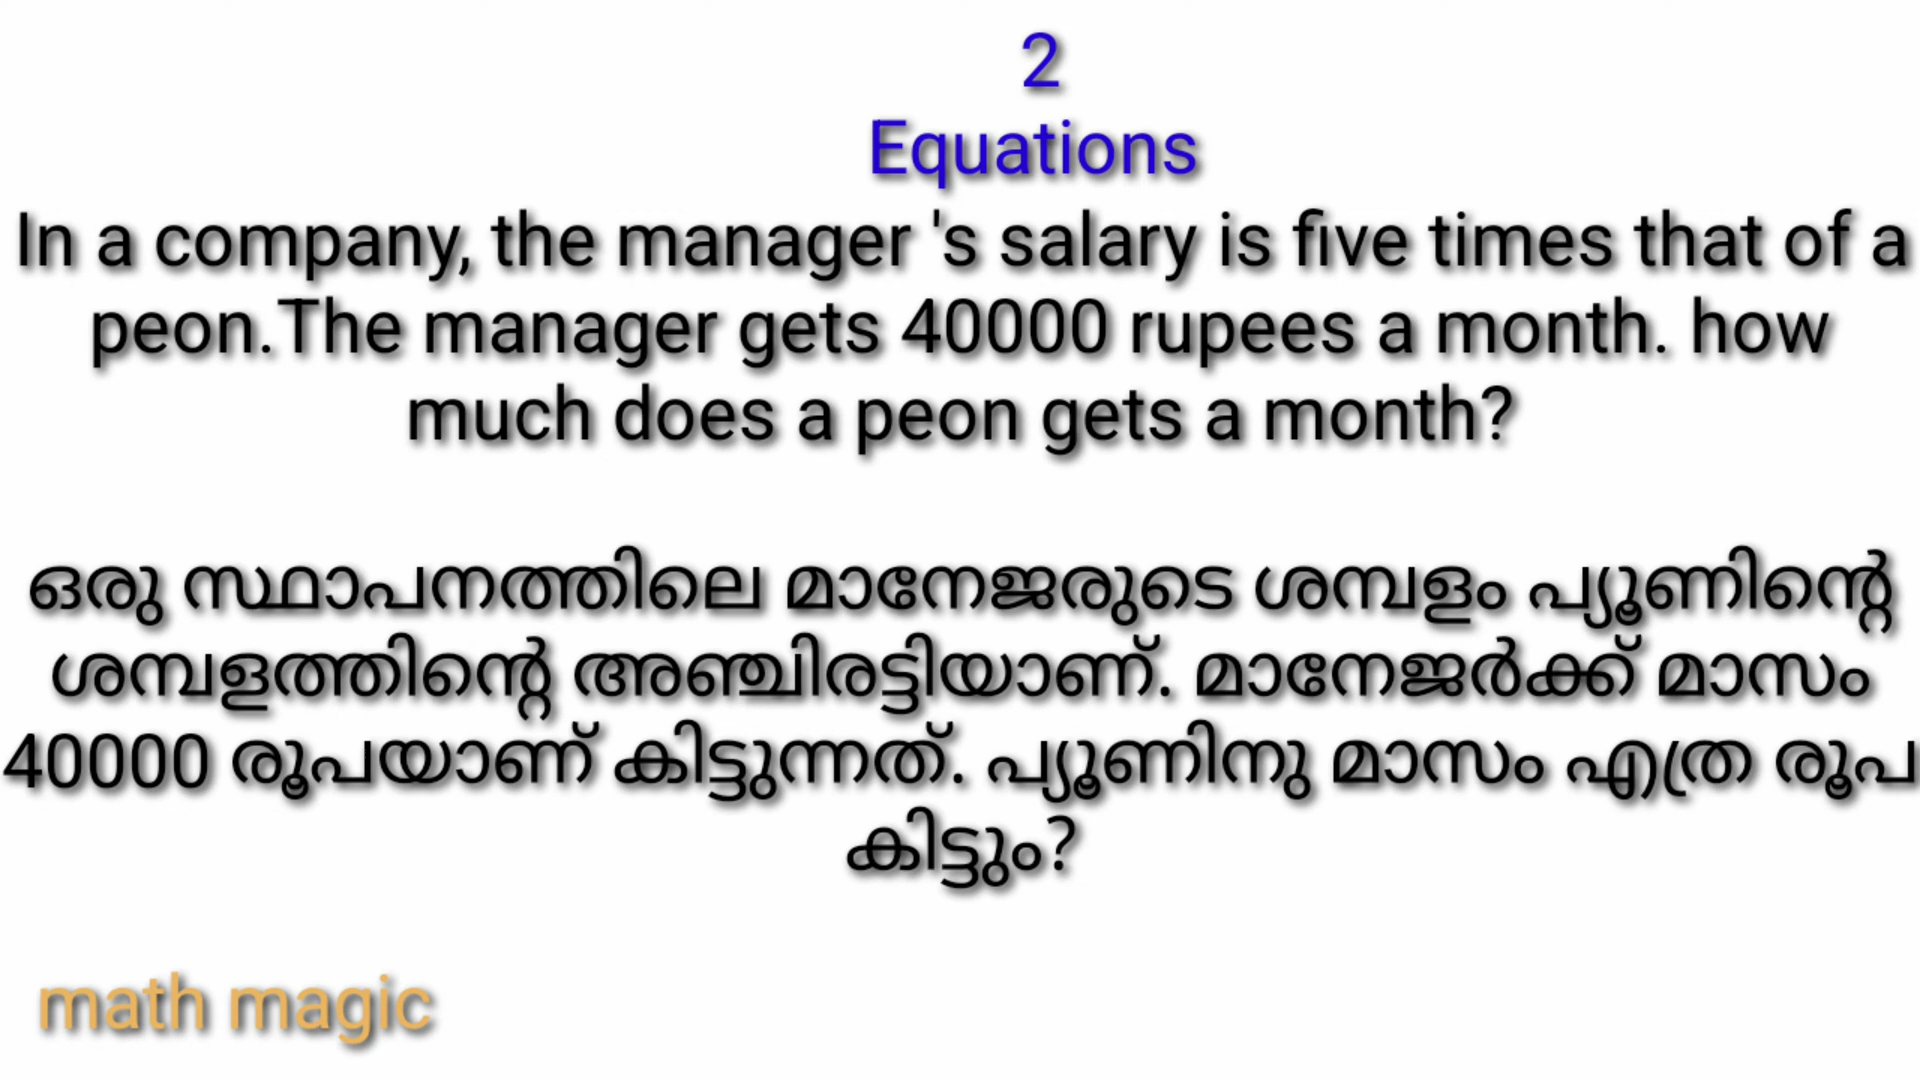 2
Equations
In a company, the manager 's salary is five times that of a
peon.The manager gets 40000 rupees a month. how
much does a peon gets a month?
ഒരു സ്ഥാപനത്തിലെ മാനേജരുടെ ശമ്പളം പ്യൂണിന്റെ
ശമ്പളത്തിന്റെ അഞ്ചിരട്ടിയാണ്. മാനേജർക്ക് മാസം
40000 രൂപയാണ് കിട്ടുന്നത്. പ്യൂണിനു മാസം എത്ര രൂപ
കിട്ടും?
math magic